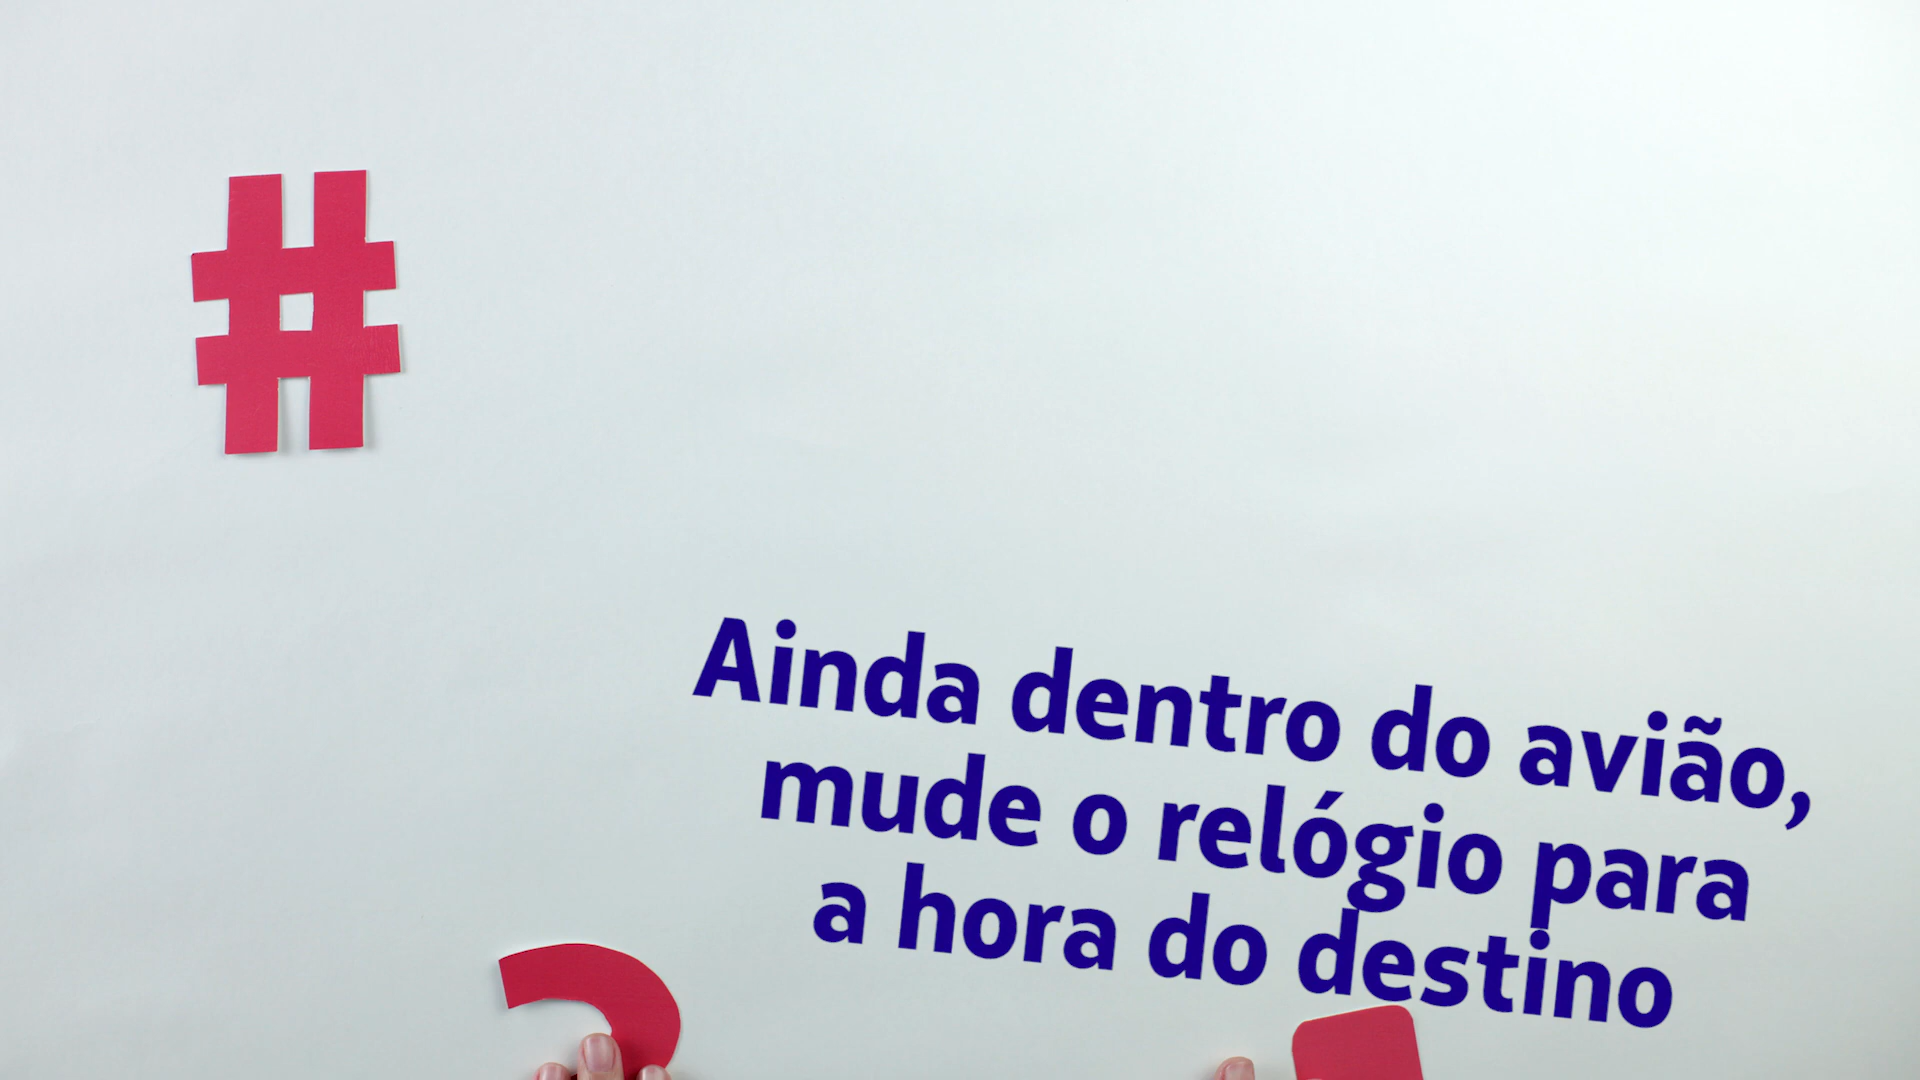 #
Ainda dentro do avião,
mude o relógio para
a hora do destino